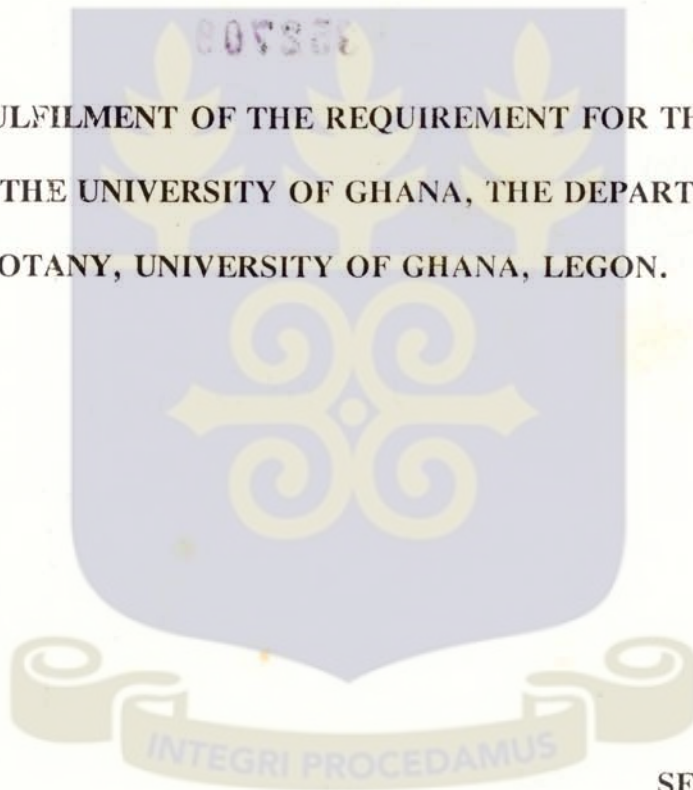 ULFILMENT OF THE REQUIREMENT FOR TH
THE UNIVERSITY OF GHANA, THE DEPART
OTANY, UNIVERSITY OF GHANA, LEGON.
INTEGRI PROCEDAMUS
SE